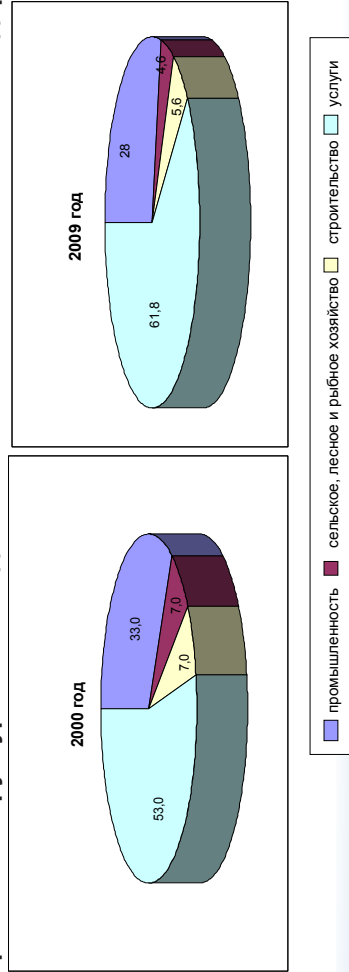 2000 год
33,0
7,0
7,0
53,0
2009 год
28
4,6
5,6
61,8
промышленность
сельское, лесное и рыбное хозяйство
строительство
услуги